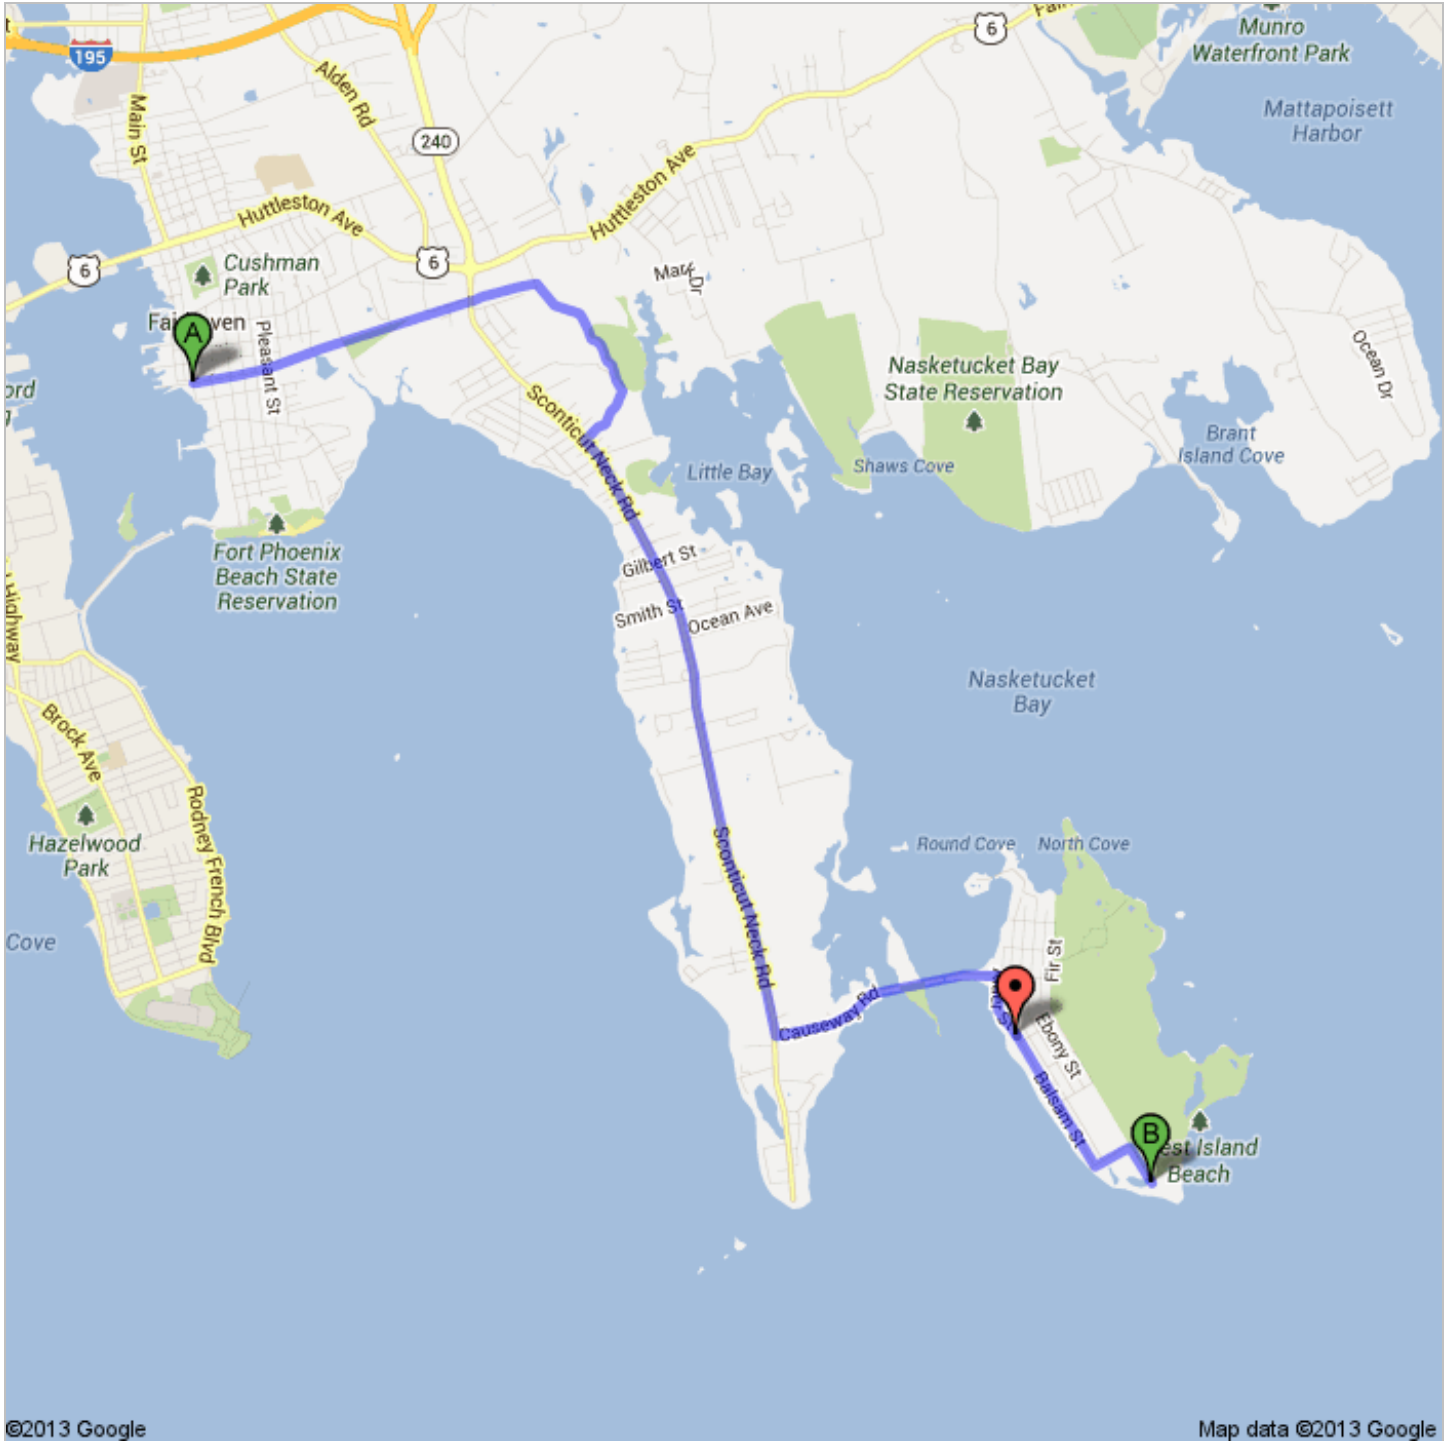 195
6
Munro
Waterfront Park
Mattapoisett
Harbor
Alden Rd
Main St
240
Huttleston Ave
Huttleston Ave
6
6
Cushman
Park
Pleasant St
A
Nasketucket Bay
State Reservation
Ocean Dr
Brant
Island Cove
Shaws Cove
Little Bay
Sconticut Neck Rd
Fort Phoenix
Beach State
Reservation
Gilbert St
Smith St
Ocean Ave
Highway
Nasketucket
Bay
Brock Ave
Rodney French Blvd
Hazelwood
Park
Round Cove
North Cove
Sconticut Neck Rd
Cove
Fir St
Causeway Rd
Ebony St
Balsam St
B
est Island
Beach
©2013 Google
Map data ©2013 Google